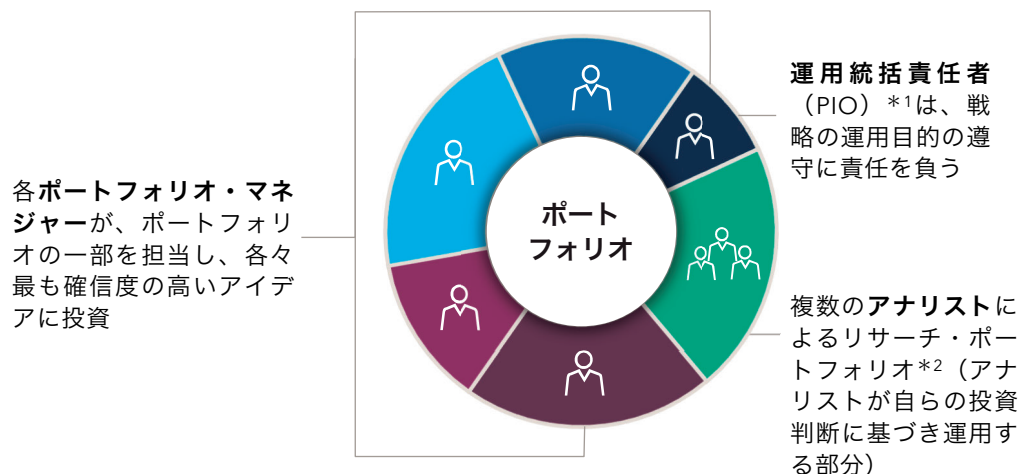 各ポートフォリオ・マネ
ジャーが、ポートフォリ
オの一部を担当し、各々
最も確信度の高いアイデ
アに投資
ポート
フォリオ
運用統括責任者
（PIO）*1は、戦
略の運用目的の遵
守に責任を負う
複数のアナリストに
よるリサーチ・ポー
トフォリオ*2（アナ
リストが自らの投資
判断に基づき運用す
る部分）